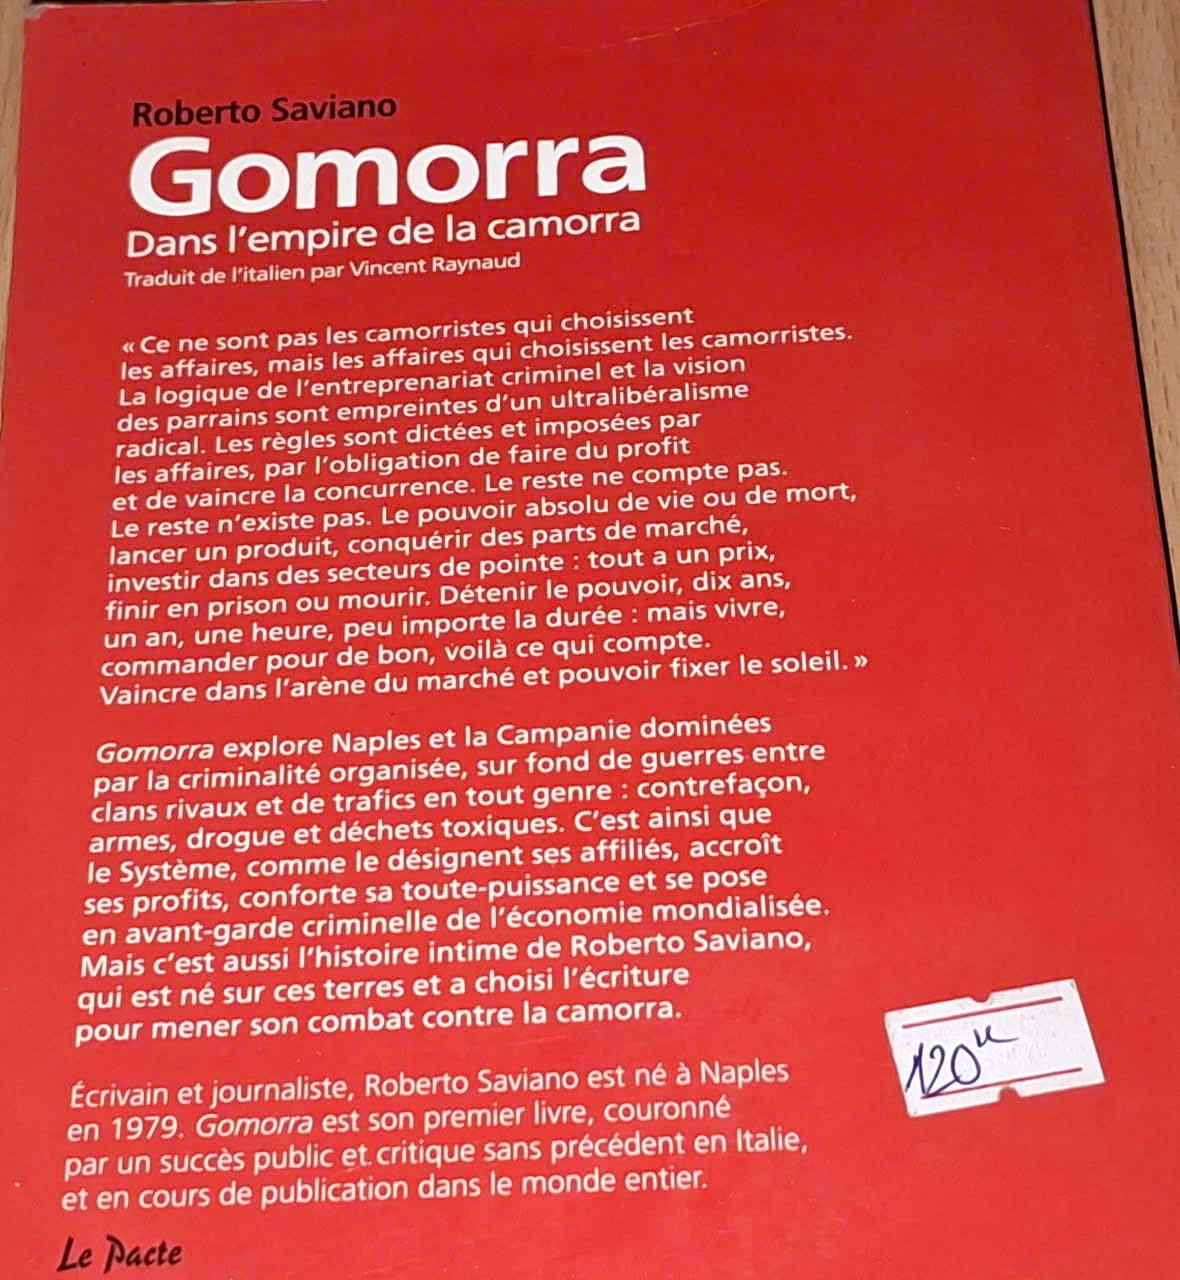 Roberto Saviano
Gomorra
Dans l'empire de la camorra
Traduit de l'italien par Vincent Raynaud
« Ce ne sont pas les camorristes qui choisissent
les affaires, mais les affaires qui choisissent les camorristes.
La logique de l'entreprenariat criminel et la vision
des parrains sont empreintes d'un ultralibéralisme
radical. Les règles sont dictées et imposées par
les affaires, par l'obligation de faire du profit
et de vaincre la concurrence. Le reste ne compte pas.
Le reste n'existe pas. Le pouvoir absolu de vie ou de mort,
lancer un produit, conquérir des parts de marché,
investir dans des secteurs de pointe : tout a un prix,
finir en prison ou mourir. Détenir le pouvoir, dix ans,
un an, une heure, peu importe la durée : mais vivre,
commander pour de bon, voilà ce qui compte.
Vaincre dans l'arène du marché et pouvoir fixer le soleil. »
Gomorra explore Naples et la Campanie dominées
par la criminalité organisée, sur fond de guerres entre
clans rivaux et de trafics en tout genre : contrefaçon,
armes, drogue et déchets toxiques. C'est ainsi que
le Système, comme le désignent ses affiliés, accroît
ses profits, conforte sa toute-puissance et se pose
en avant-garde criminelle de l'économie mondialisée.
Mais c'est aussi l'histoire intime de Roberto Saviano,
qui est né sur ces terres et a choisi l'écriture
pour mener son combat contre la camorra.
120
Écrivain et journaliste, Roberto Saviano est né à Naples
en 1979. Gomorra est son premier livre, couronné
par un succès public et critique sans précédent en Italie,
et en cours de publication dans le monde entier.
Le Pacte